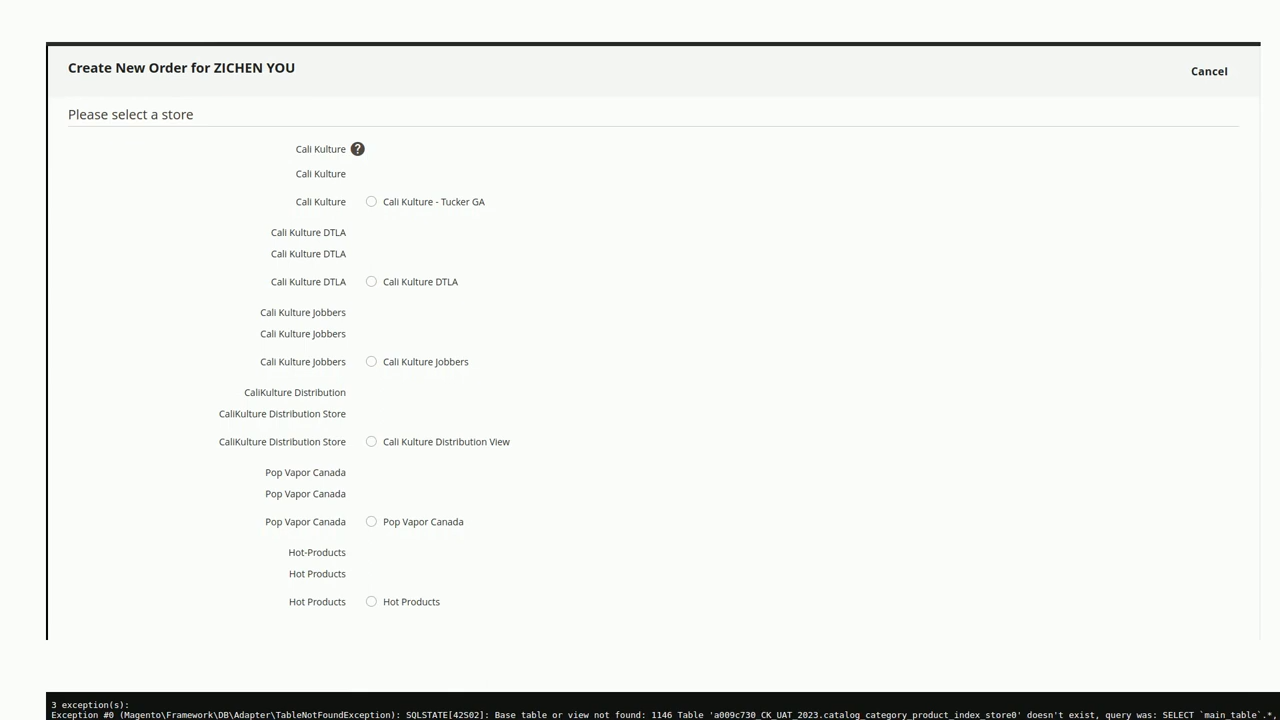 Create New Order for ZICHEN YOU
Cancel
Please select a store
Cali Kulture ?
Cali Kulture
Cali Kulture Cali Kulture - Tucker GA
Cali Kulture DTLA
Cali Kulture DTLA
Cali Kulture DTLA Cali Kulture DTLA
Cali Kulture Jobbers
Cali Kulture Jobbers
Cali Kulture Jobbers Cali Kulture Jobbers
CaliKulture Distribution
CaliKulture Distribution Store
CaliKulture Distribution Store Cali Kulture Distribution View
Pop Vapor Canada
Pop Vapor Canada
Pop Vapor Canada Pop Vapor Canada
Hot-Products
Hot Products
Hot Products Hot Products
3 exception(s):
Exception #0 (Magento\Framework\DB\Adapter\TableNotFoundException): SQLSTATE[42S02]: Base table or view not found: 1146 Table 'a009c730_CK_UAT_2023.catalog_category_product_index_store0' doesn't exist, query was: SELECT `main_table`.*